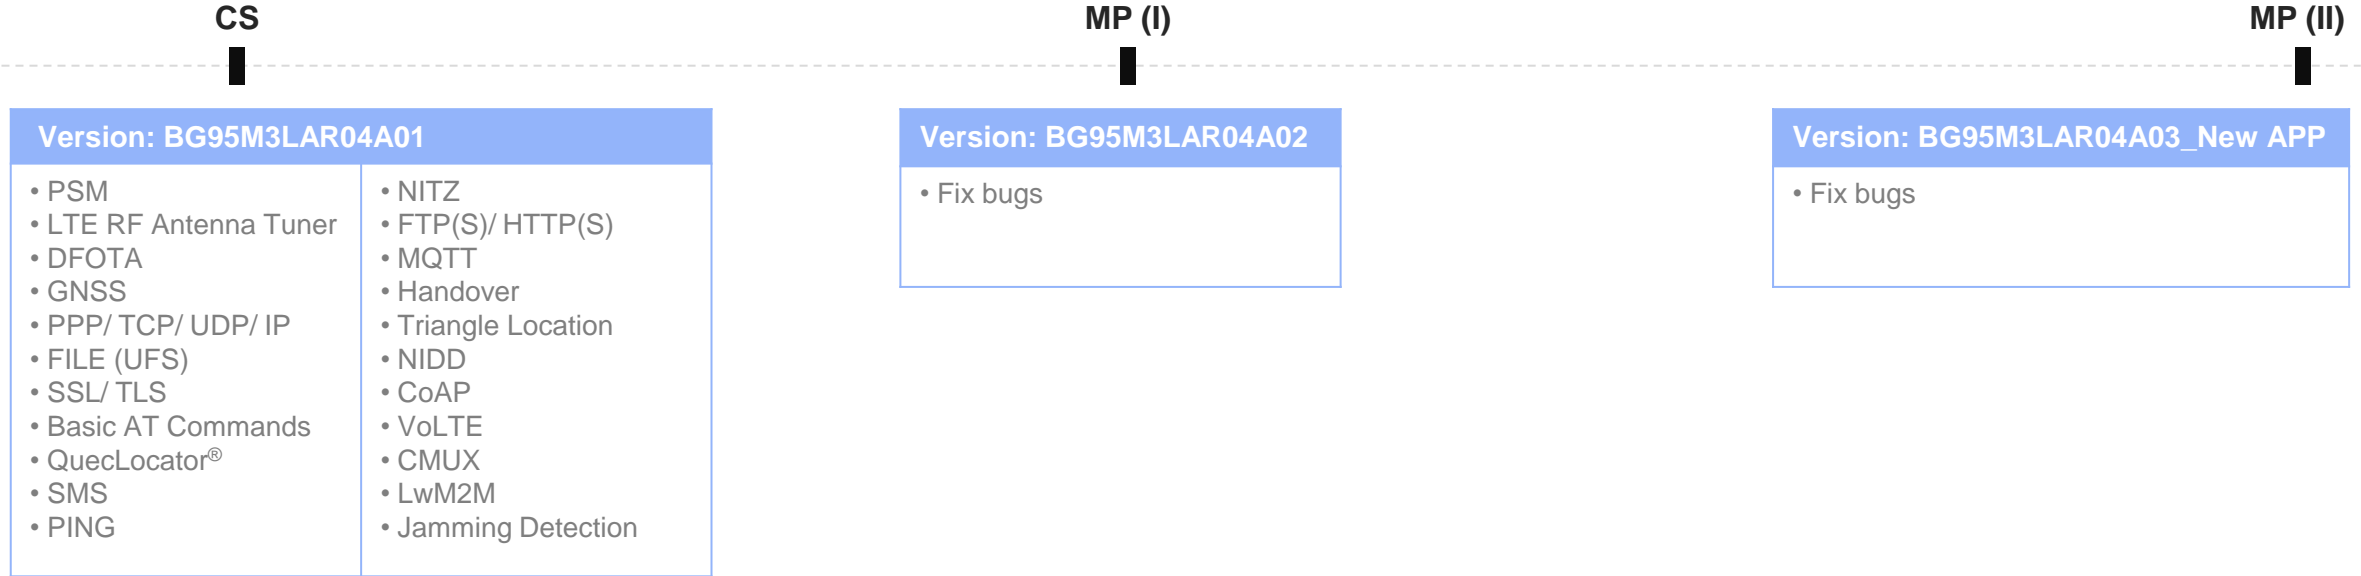 CS
MP (I)
MP (II)
Version: BG95M3LAR04A01
• PSM
• LTE RF Antenna Tuner
• DFOTA
• GNSS
• PPP/ TCP/ UDP/ IP
• FILE (UFS)
• SSL/ TLS
• Basic AT Commands
• QuecLocator®
• SMS
• PING
• NITZ
• FTP(S)/ HTTP(S)
• MQTT
• Handover
• Triangle Location
• NIDD
• CoAP
• VoLTE
• CMUX
• LwM2M
• Jamming Detection
Version: BG95M3LAR04A02
• Fix bugs
Version: BG95M3LAR04A03_New APP
• Fix bugs